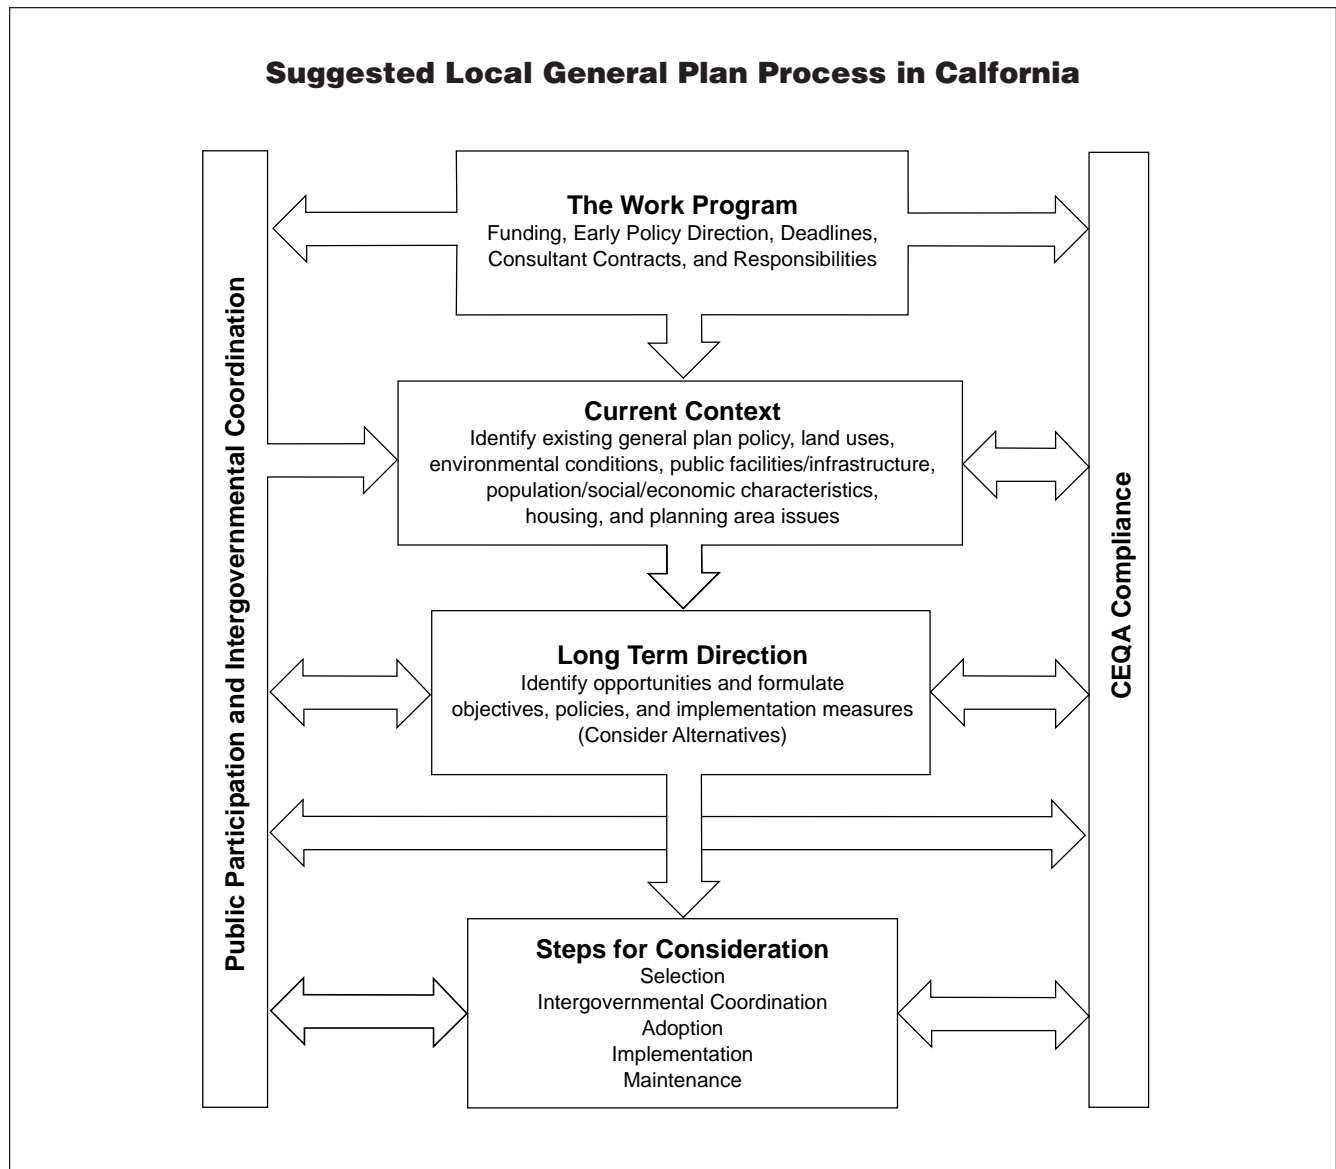 Suggested Local General Plan Process in Calfornia
Public Participation and Intergovernmental Coordination
The Work Program
Funding, Early Policy Direction, Deadlines,
Consultant Contracts, and Responsibilities
Current Context
Identify existing general plan policy, land uses,
environmental conditions, public facilities/infrastructure,
population/social/economic characteristics,
housing, and planning area issues
Long Term Direction
Identify opportunities and formulate
objectives, policies, and implementation measures
(Consider Alternatives)
Steps for Consideration
Selection
Intergovernmental Coordination
Adoption
Implementation
Maintenance
CEQA Compliance